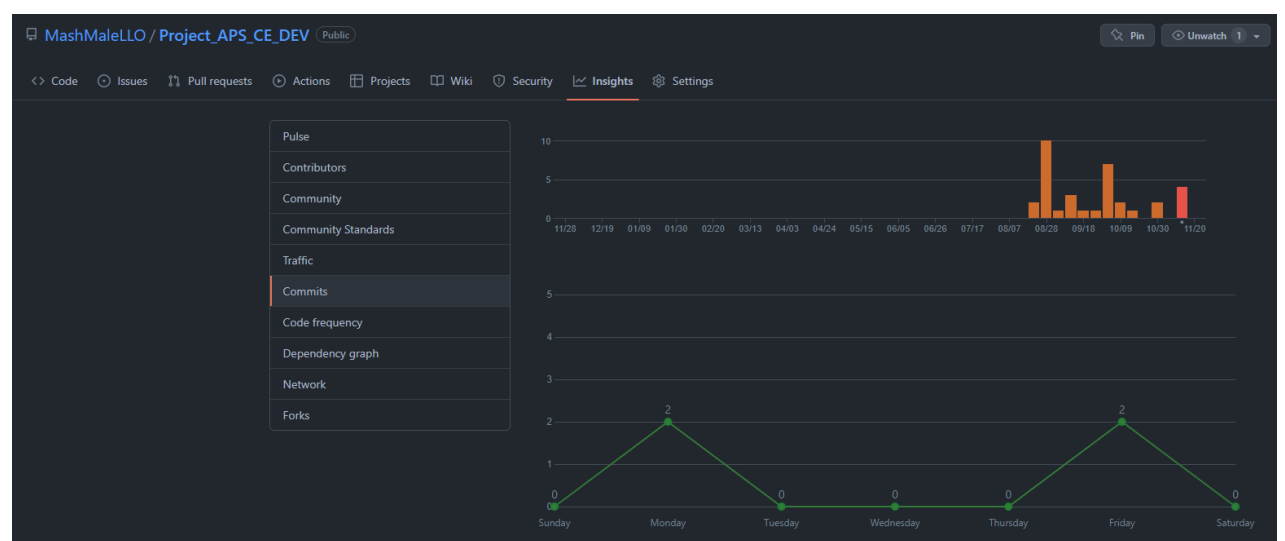 MashMaleLLO / Project_APS_CE_DEV Public Pin Unwatch 1
Code Issues Pull requests Actions Projects Wiki Security Insights Settings
Pulse
Contributors
Community
Community Standards
Traffic
Commits
Code frequency
Dependency graph
Network
Forks
10
5
0
11/28 12/19 01/09 01/30 02/20 03/13 04/03 04/24 05/15 06/05 06/26 07/17 08/07 08/28 09/18 10/09 10/30 11/20
5
4
3
2
1
0
0 2 0 0 0 2 0
Sunday Monday Tuesday Wednesday Thursday Friday Saturday